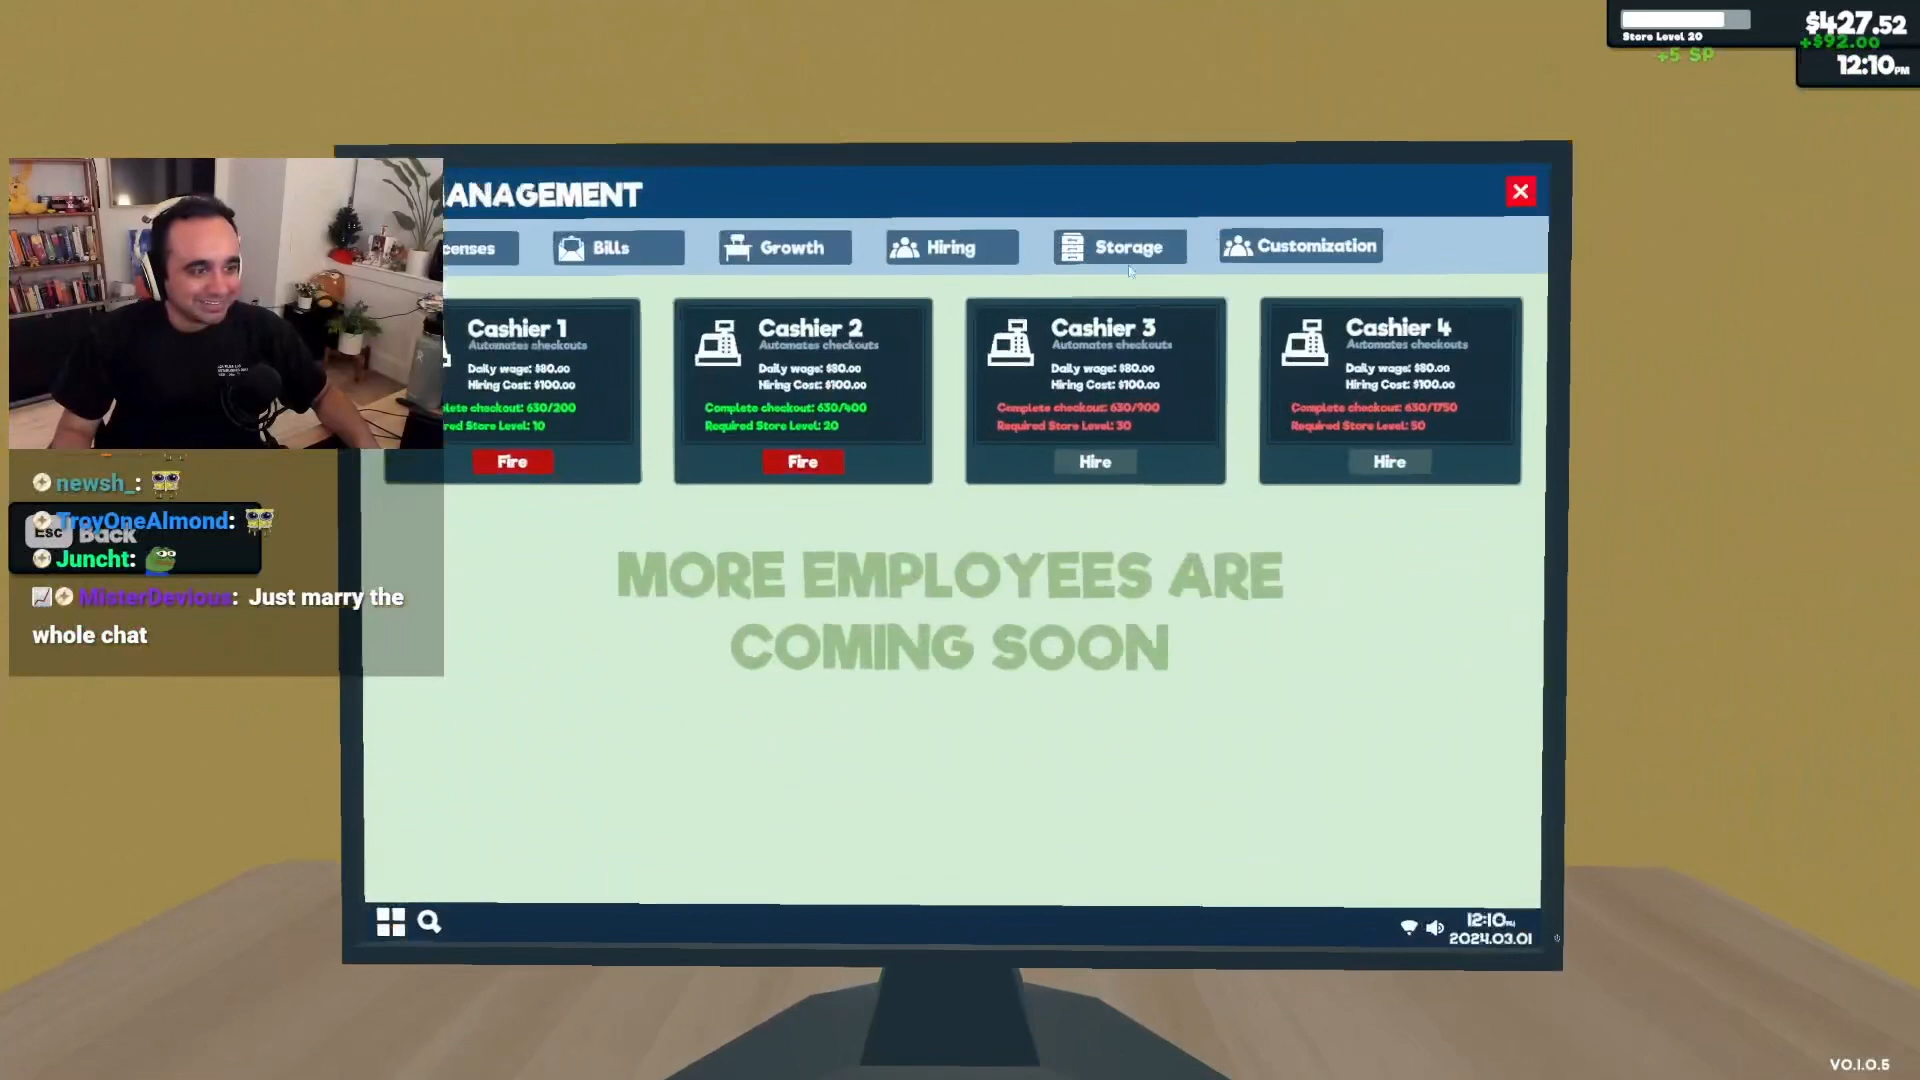 $427.52
Store Level 20
+$92.00
+5 SP
12:10PM
ANAGEMENT
censes
Bills
Growth
Hiring
Storage
Customization
Cashier 1
Automates checkouts
Daily wage: $80.00
Hiring Cost: $100.00
lete checkout: 630/200
red Store Level: 10
Fire
Cashier 2
Automates checkouts
Daily wage: $80.00
Hiring Cost: $100.00
Complete checkout: 630/400
Required Store Level: 20
Fire
Cashier 3
Automates checkouts
Daily wage: $80.00
Hiring Cost: $100.00
Complete checkout: 630/900
Required Store Level: 30
Hire
Cashier 4
Automates checkouts
Daily wage: $80.00
Hiring Cost: $100.00
Complete checkout: 630/1750
Required Store Level: 50
Hire
newsh_:
TroyOneAlmond:
Esc Back
Juncht:
MisterDevious: Just marry the
whole chat
MORE EMPLOYEES ARE
COMING SOON
12:10PM
2024.03.01
V0.1.0.5